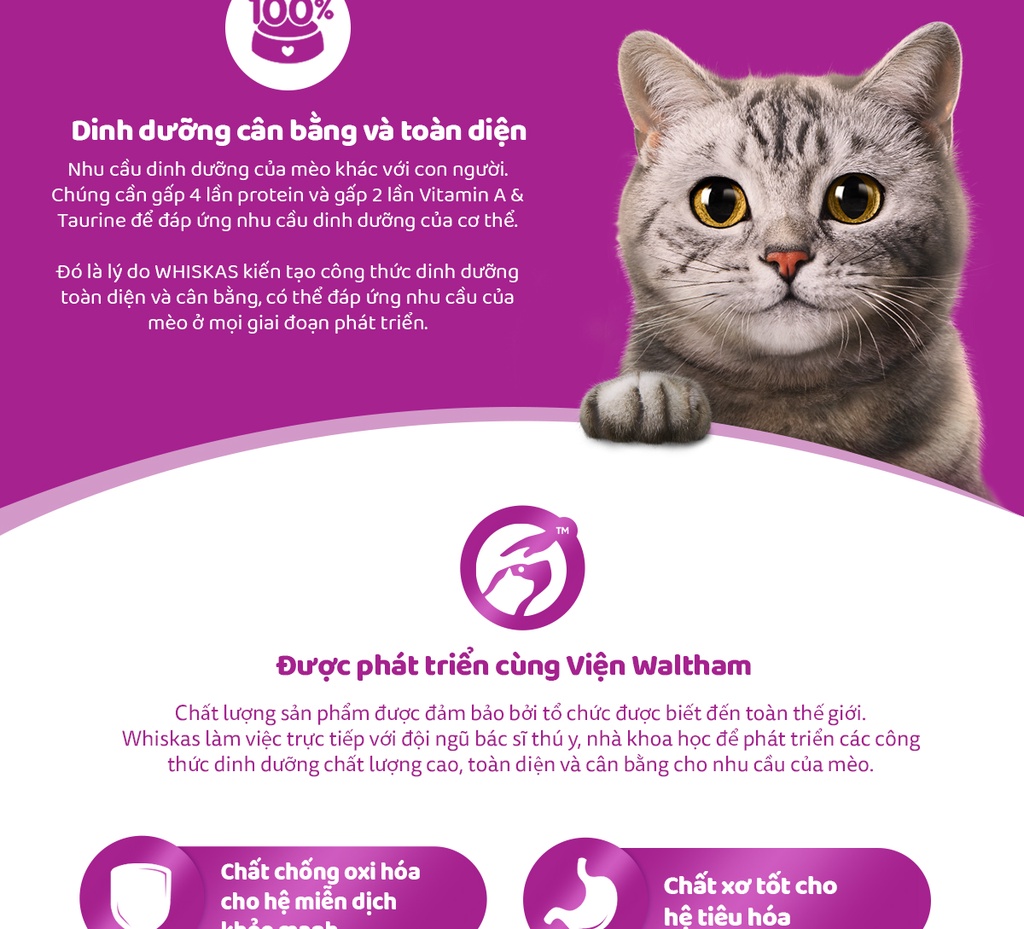 100%
Dinh dưỡng cân bằng và toàn diện
Nhu cầu dinh dưỡng của mèo khác với con người.
Chúng cần gấp 4 lần protein và gấp 2 lần Vitamin A &
Taurine để đáp ứng nhu cầu dinh dưỡng của cơ thể.
Đó là lý do WHISKAS kiến tạo công thức dinh dưỡng
toàn diện và cân bằng, có thể đáp ứng nhu cầu của
mèo ở mọi giai đoạn phát triển.
TM
Được phát triển cùng Viện Waltham
Chất lượng sản phẩm được đảm bảo bởi tổ chức được biết đến toàn thế giới.
Whiskas làm việc trực tiếp với đội ngũ bác sĩ thú y, nhà khoa học để phát triển các công
thức dinh dưỡng chất lượng cao, toàn diện và cân bằng cho nhu cầu của mèo.
Chất chống oxi hóa
cho hệ miễn dịch
khỏe mạnh
Chất xơ tốt cho
hệ tiêu hóa